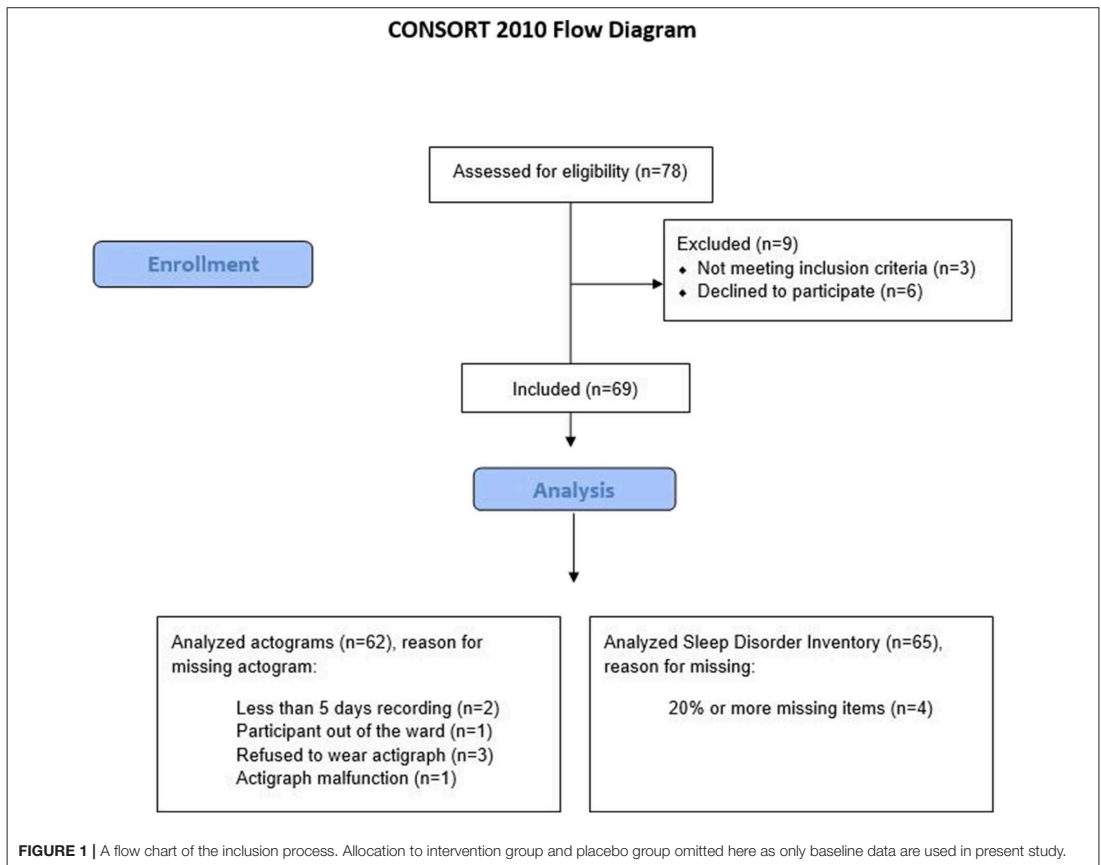 CONSORT 2010 Flow Diagram
Assessed for eligibility (n=78)
Enrollment
Excluded (n=9)
♦ Not meeting inclusion criteria (n=3)
♦ Declined to participate (n=6)
Included (n=69)
Analysis
Analyzed actograms (n=62), reason for
missing actogram:
Less than 5 days recording (n=2)
Participant out of the ward (n=1)
Refused to wear actigraph (n=3)
Actigraph malfunction (n=1)
Analyzed Sleep Disorder Inventory (n=65),
reason for missing:
20% or more missing items (n=4)
FIGURE 1 | A flow chart of the inclusion process. Allocation to intervention group and placebo group omitted here as only baseline data are used in present study.